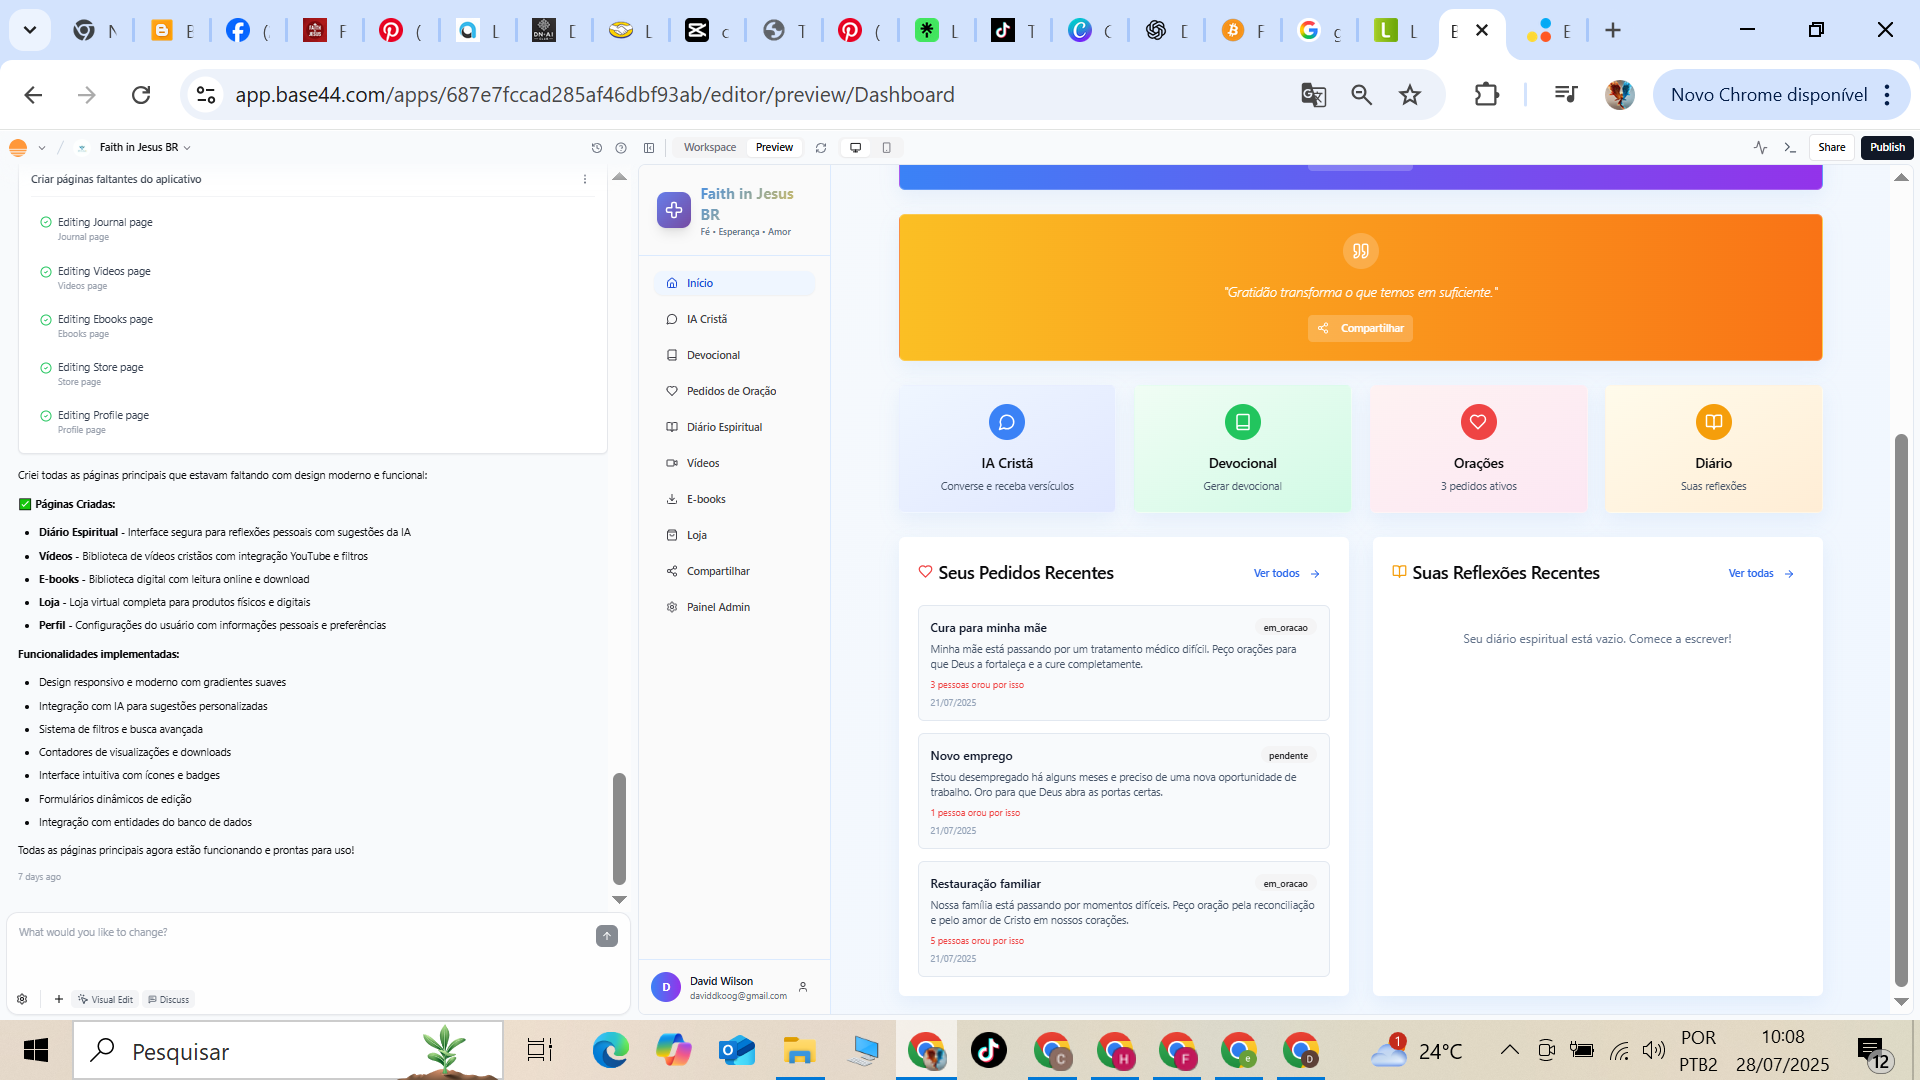 app.base44.com/apps/687e7fccad285af46dbf93ab/editor/preview/Dashboard
Novo Chrome disponível
Faith in Jesus BR
Workspace
Preview
Share
Publish
Criar páginas faltantes do aplicativo
Editing Journal page
Journal page
Editing Videos page
Videos page
Editing Ebooks page
Ebooks page
Editing Store page
Store page
Editing Profile page
Profile page
Criei todas as páginas principais que estavam faltando com design moderno e funcional:
✅ Páginas Criadas:
• Diário Espiritual - Interface segura para reflexões pessoais com sugestões da IA
• Vídeos - Biblioteca de vídeos cristãos com integração YouTube e filtros
• E-books - Biblioteca digital com leitura online e download
• Loja - Loja virtual completa para produtos físicos e digitais
• Perfil - Configurações do usuário com informações pessoais e preferências
Funcionalidades implementadas:
• Design responsivo e moderno com gradientes suaves
• Integração com IA para sugestões personalizadas
• Sistema de filtros e busca avançada
• Contadores de visualizações e downloads
• Interface intuitiva com ícones e badges
• Formulários dinâmicos de edição
• Integração com entidades do banco de dados
Todas as páginas principais agora estão funcionando e prontas para uso!
7 days ago
What would you like to change?
Visual Edit
Discuss
Faith in Jesus
BR
Fé • Esperança • Amor
Início
IA Cristã
Devocional
Pedidos de Oração
Diário Espiritual
Vídeos
E-books
Loja
Compartilhar
Painel Admin
D
David Wilson
daviddkoog@gmail.com
"Gratidão transforma o que temos em suficiente."
Compartilhar
IA Cristã
Converse e receba versículos
Devocional
Gerar devocional
Orações
3 pedidos ativos
Diário
Suas reflexões
Seus Pedidos Recentes
Ver todos
Cura para minha mãe
em_oracao
Minha mãe está passando por um tratamento médico difícil. Peço orações para
que Deus a fortaleça e a cure completamente.
3 pessoas orou por isso
21/07/2025
Novo emprego
pendente
Estou desempregado há alguns meses e preciso de uma nova oportunidade de
trabalho. Oro para que Deus abra as portas certas.
1 pessoa orou por isso
21/07/2025
Restauração familiar
em_oracao
Nossa família está passando por momentos difíceis. Peço oração pela reconciliação
e pelo amor de Cristo em nossos corações.
5 pessoas orou por isso
21/07/2025
Suas Reflexões Recentes
Ver todas
Seu diário espiritual está vazio. Comece a escrever!
Pesquisar
1
24°C
POR
PTB2
10:08
28/07/2025
12